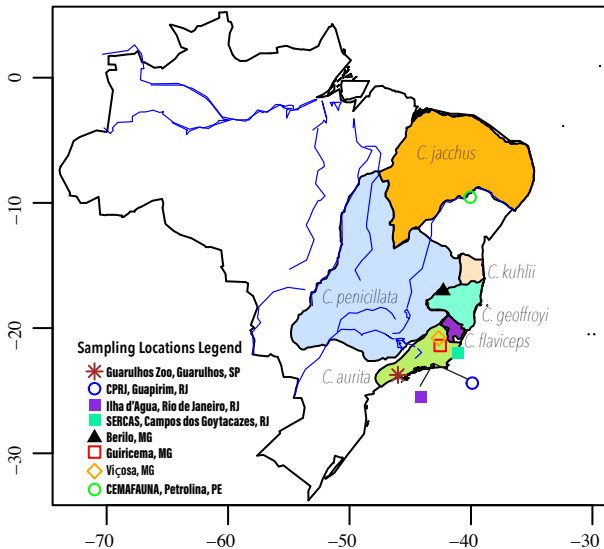 0
−10
−20
−30
C. jacchus
C. kuhlii
C. penicillata
C. geoffroyi
C. flaviceps
C. aurita
Sampling Locations Legend
Guarulhos Zoo, Guarulhos, SP
CPRJ, Guapirim, RJ
Ilha d'Agua, Rio de Janeiro, RJ
SERCAS, Campos dos Goytacazes, RJ
Berilo, MG
Guiricema, MG
Viçosa, MG
CEMAFAUNA, Petrolina, PE
−70 −60 −50 −40 −30